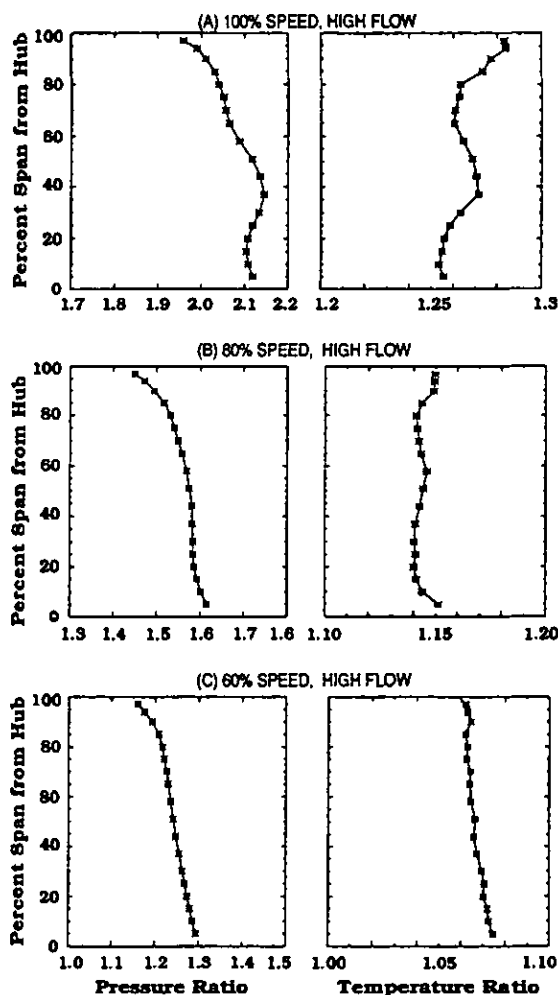 (A) 100% SPEED, HIGH FLOW
Percent Span from Hub
100
80
60
40
20
0
1.7 1.8 1.9 2.0 2.1 2.2
1.2 1.25 1.3
(B) 80% SPEED, HIGH FLOW
Percent Span from Hub
100
80
60
40
20
0
1.3 1.4 1.5 1.6 1.6
1.10 1.15 1.20
(C) 60% SPEED, HIGH FLOW
Percent Span from Hub
100
80
60
40
20
0
1.0 1.1 1.2 1.3 1.5 1.5
1.00 1.05 1.10
Pressure Ratio
Temperature Ratio